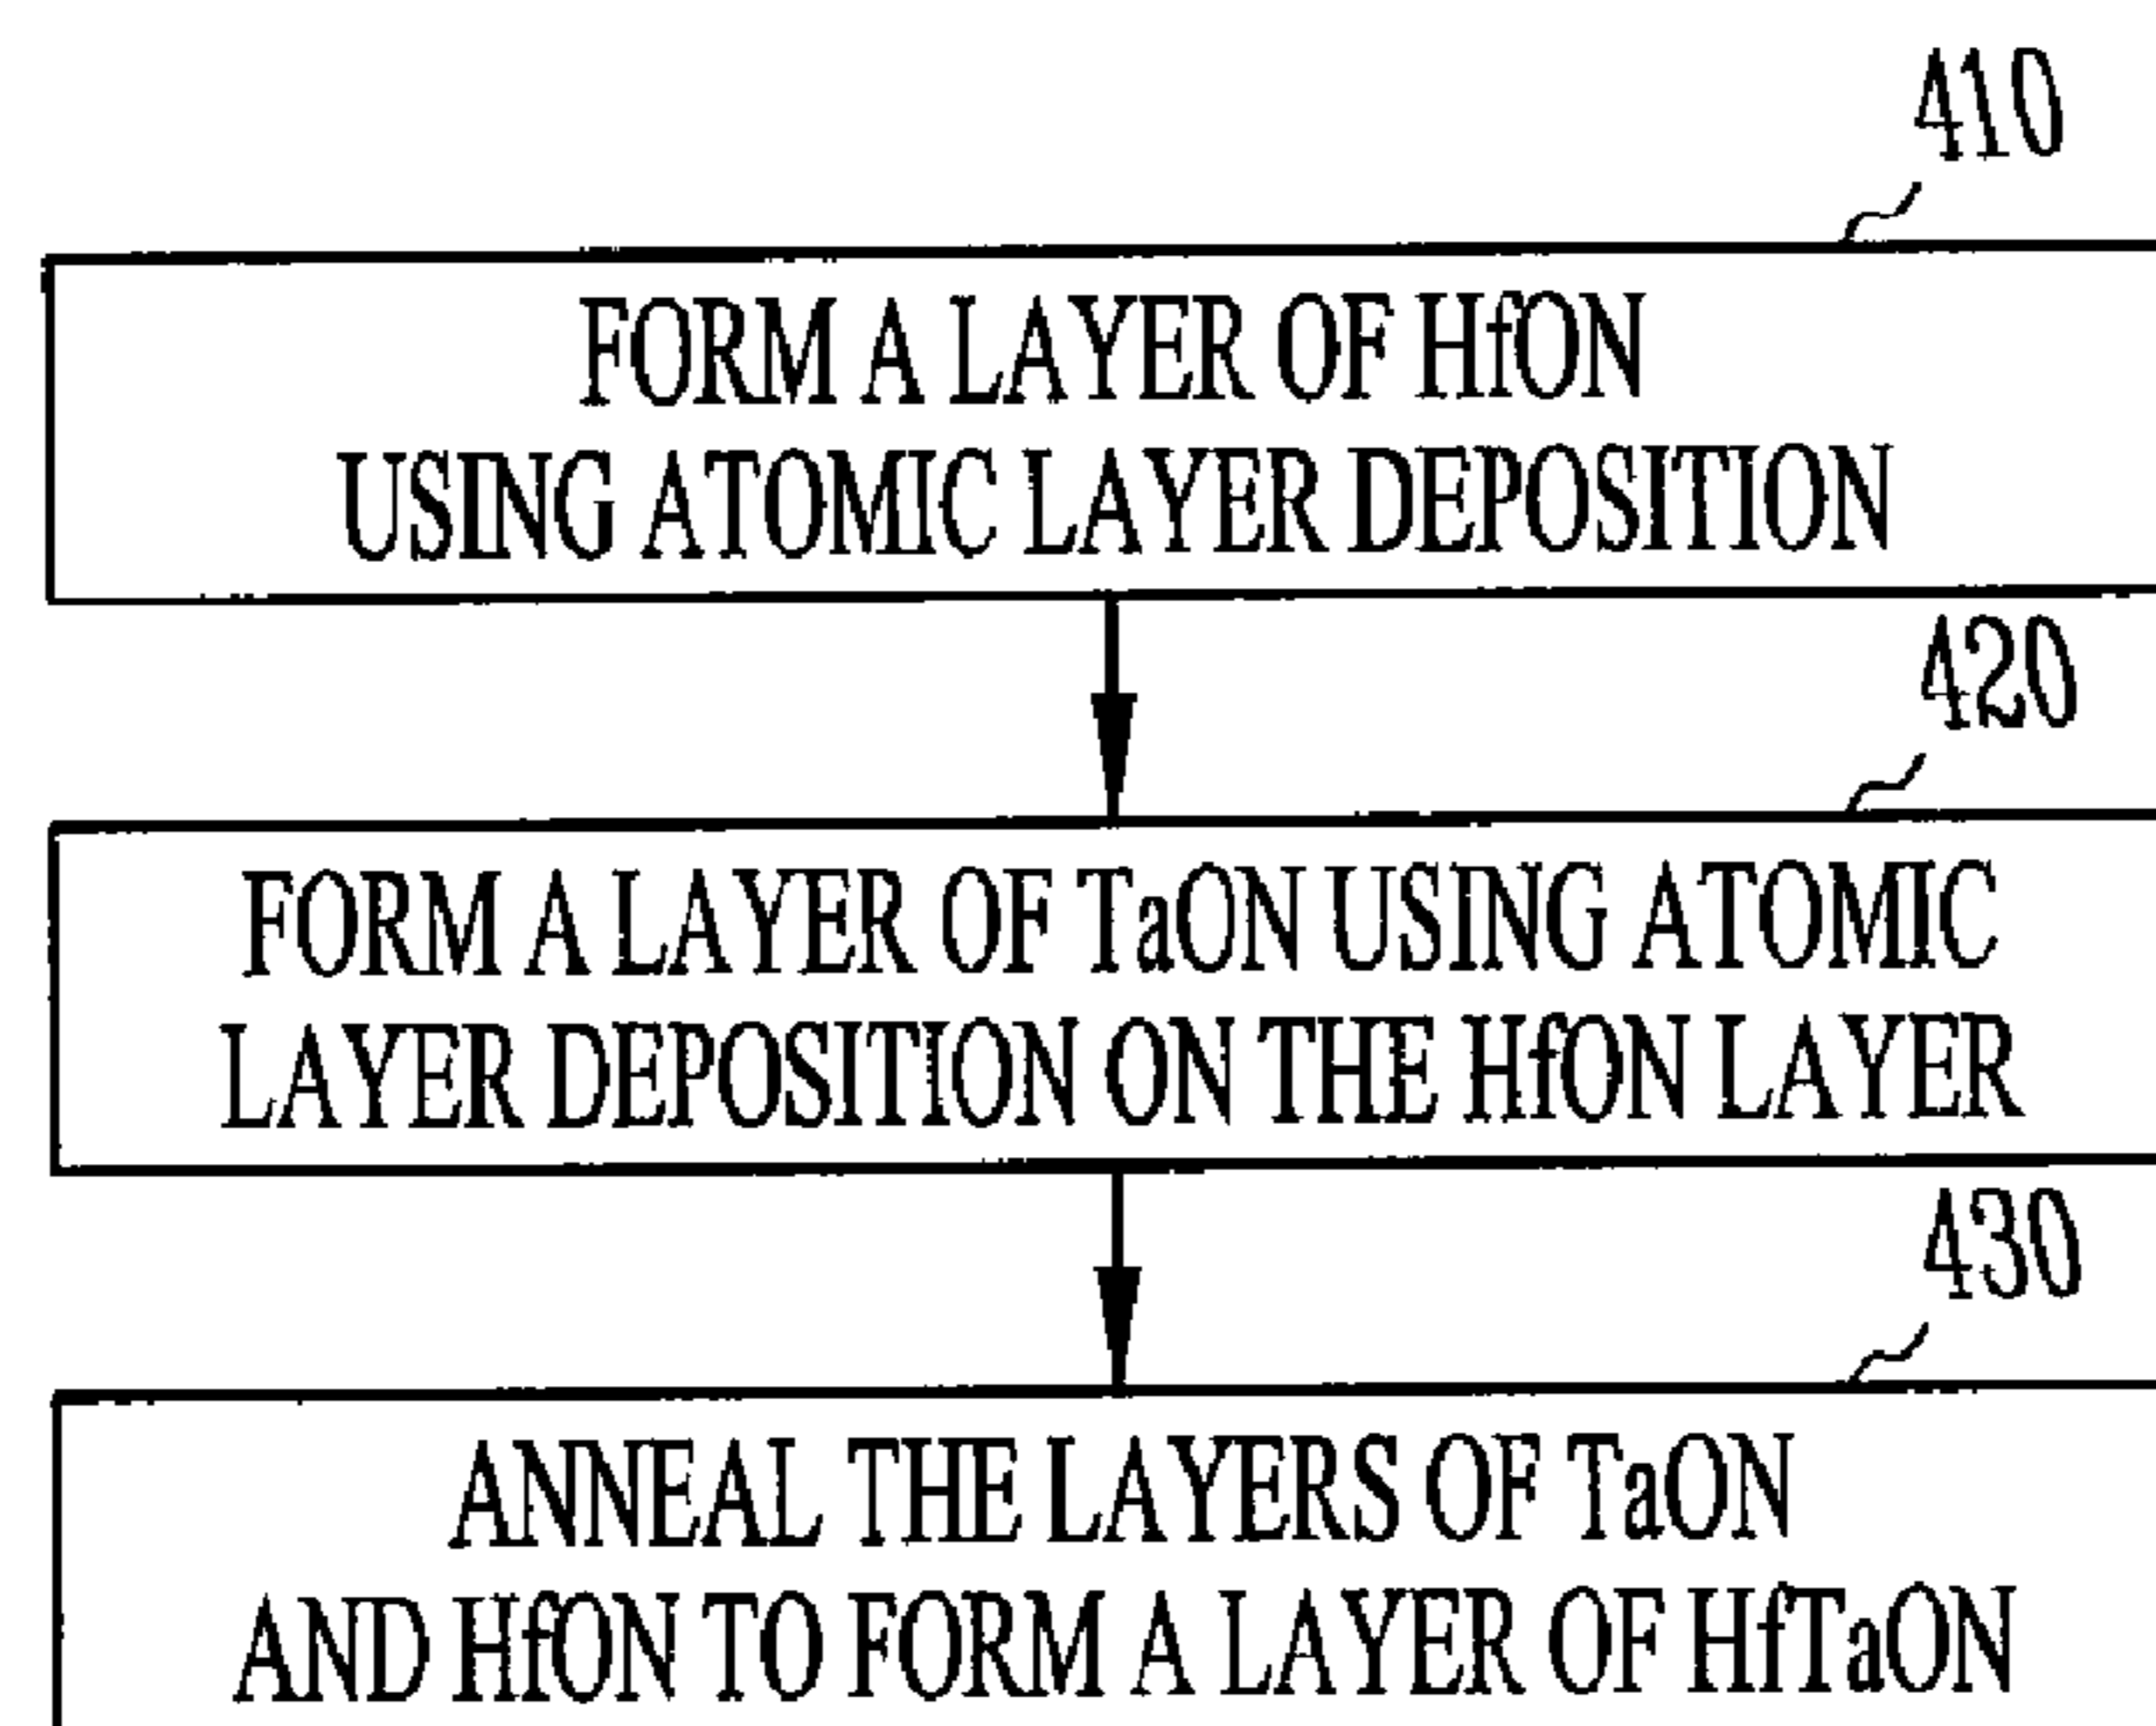 410
FORM A LAYER OF HfON
USING ATOMIC LAYER DEPOSITION
420
FORM A LAYER OF TaON USING ATOMIC
LAYER DEPOSITION ON THE HfON LAYER
430
ANNEAL THE LAYERS OF TaON
AND HfON TO FORM A LAYER OF HfTaON